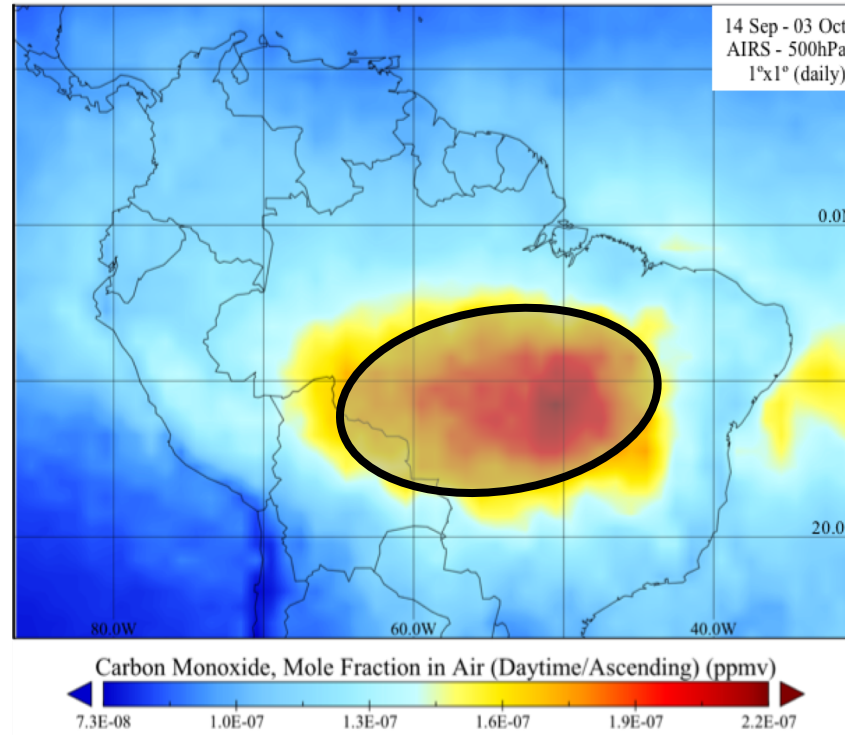 14 Sep - 03 Oct
AIRS - 500hPa
1°x1° (daily)
0.0N
20.0
80.0W 60.0W 40.0W
Carbon Monoxide, Mole Fraction in Air (Daytime/Ascending) (ppmv)
7.3E-08 1.0E-07 1.3E-07 1.6E-07 1.9E-07 2.2E-07